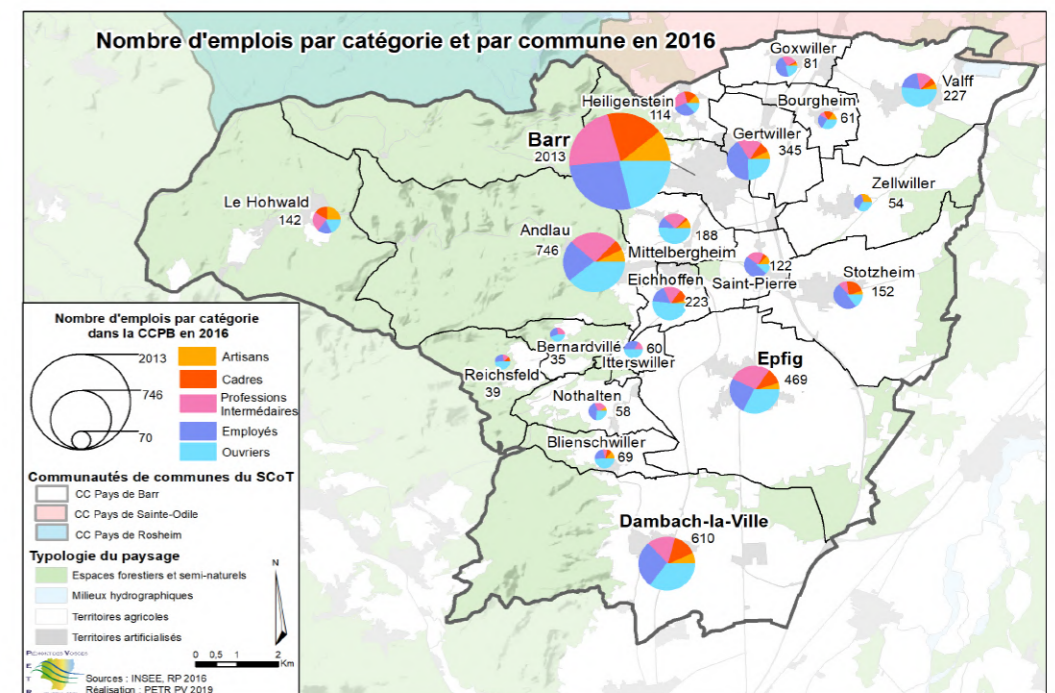 Nombre d'emplois par catégorie et par commune en 2016
Goxwiller
81
Valff
227
Heiligenstein
114
Bourgheim
61
Barr
2013
Gertwiller
345
Zellwiller
54
Le Hohwald
142
Andlau
746
188
Mittelbergheim
122
Saint-Pierre
Stotzheim
152
Eichhoffen
223
Bernardvillé
35
60
Itterswiller
Epfig
469
Reichsfeld
39
Nothalten
58
Blienschwiller
69
Dambach-la-Ville
610
Nombre d'emplois par catégorie
dans la CCPB en 2016
2013
746
70
Artisans
Cadres
Professions
Intermédaires
Employés
Ouvriers
Communautés de communes du SCoT
CC Pays de Barr
CC Pays de Sainte-Odile
CC Pays de Rosheim
Typologie du paysage
Espaces forestiers et semi-naturels
Milieux hydrographiques
Territoires agricoles
Territoires artificialisés
N
0 0,5 1 2
Km
Sources : INSEE, RP 2016
Réalisation : PETR PV 2019